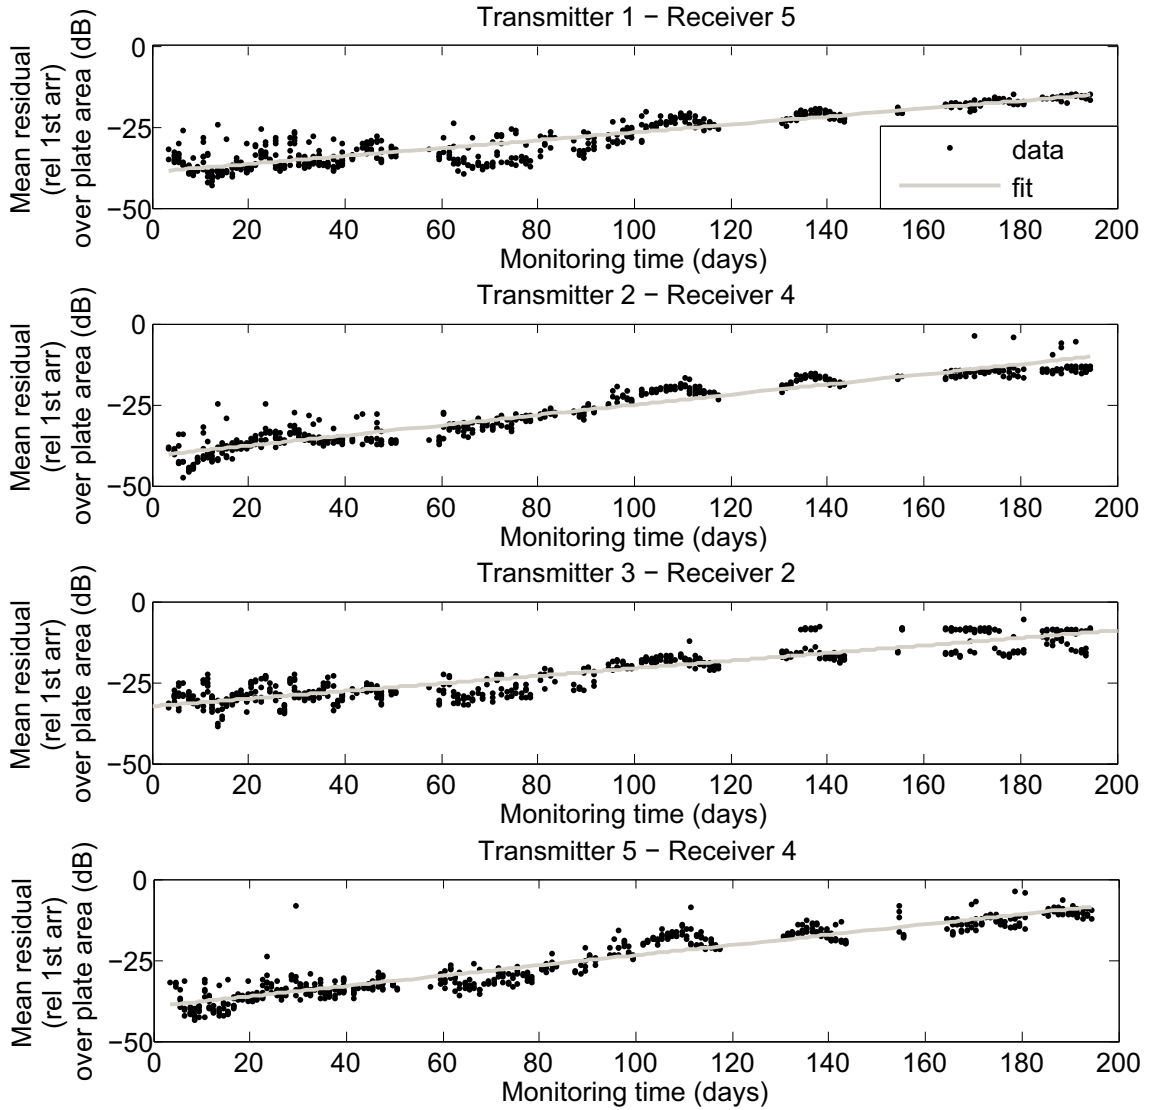 Transmitter 1 − Receiver 5
Mean residual
(rel 1st arr)
over plate area (dB)
0
−25
−50
data
fit
0 20 40 60 80 100 120 140 160 180 200
Monitoring time (days)
Transmitter 2 − Receiver 4
Mean residual
(rel 1st arr)
over plate area (dB)
0
−25
−50
0 20 40 60 80 100 120 140 160 180 200
Monitoring time (days)
Transmitter 3 − Receiver 2
Mean residual
(rel 1st arr)
over plate area (dB)
0
−25
−50
0 20 40 60 80 100 120 140 160 180 200
Monitoring time (days)
Transmitter 5 − Receiver 4
Mean residual
(rel 1st arr)
over plate area (dB)
0
−25
−50
0 20 40 60 80 100 120 140 160 180 200
Monitoring time (days)